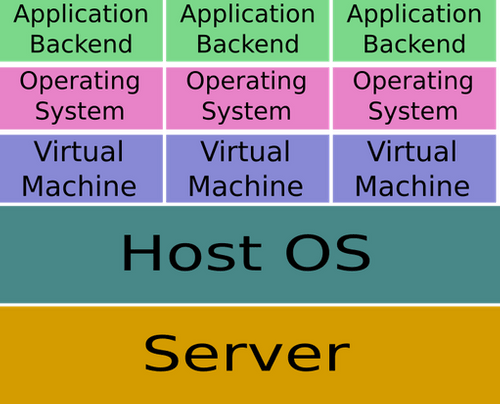 Application Application Application
Backend Backend Backend
Operating Operating Operating
System System System
Virtual Virtual Virtual
Machine Machine Machine
Host OS
Server